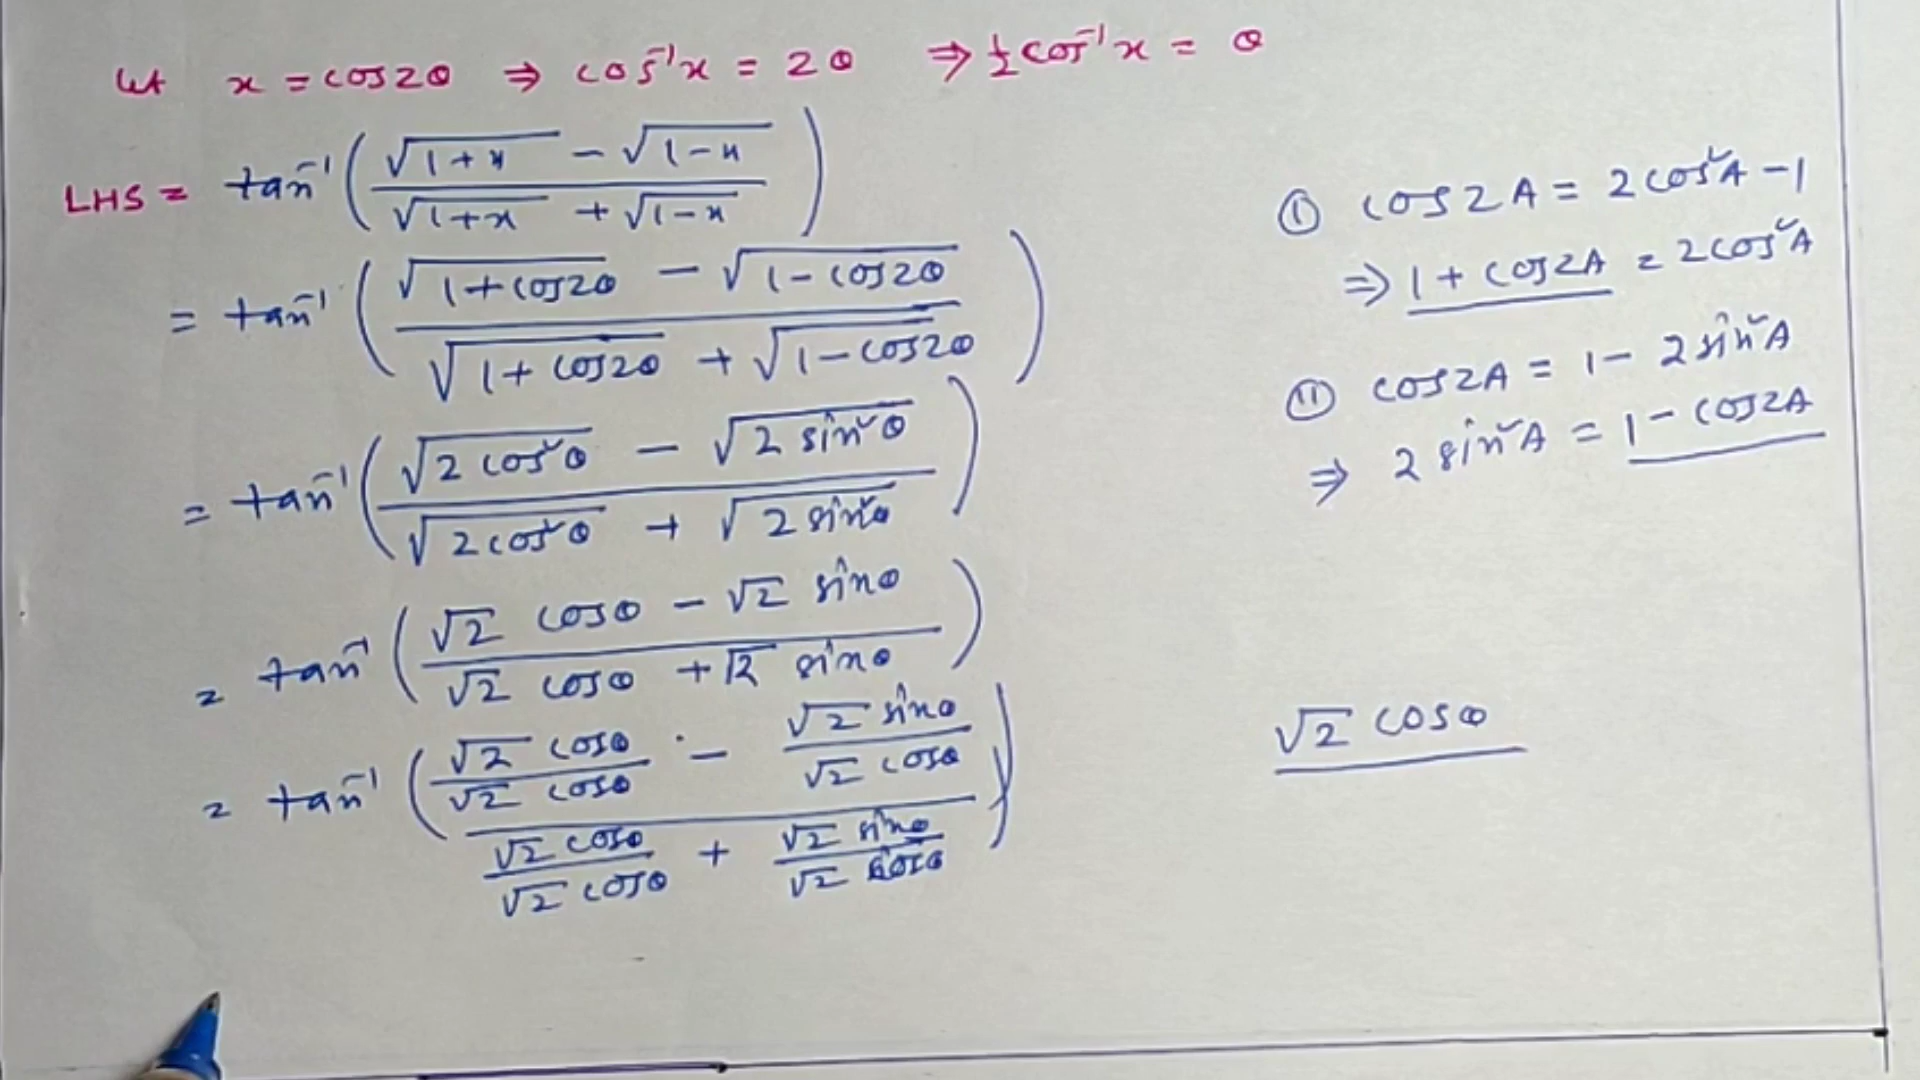 let x = cos2θ ⇒ cos⁻¹x = 2θ ⇒ ½cos⁻¹x = θ
LHS = tan⁻¹((√(1+x) − √(1−x))/(√(1+x) + √(1−x)))
= tan⁻¹((√(1+cos2θ) − √(1−cos2θ))/(√(1+cos2θ) + √(1−cos2θ)))
= tan⁻¹((√(2cos²θ) − √(2sin²θ))/(√(2cos²θ) + √(2sin²θ)))
= tan⁻¹((√2 cosθ − √2 sinθ)/(√2 cosθ + √2 sinθ))
= tan⁻¹((√2 cosθ/√2 cosθ − √2 sinθ/√2 cosθ)/(√2 cosθ/√2 cosθ + √2 sinθ/√2 cosθ))
(I) cos2A = 2cos²A − 1
⇒ 1 + cos2A = 2cos²A
(II) cos2A = 1 − 2sin²A
⇒ 2sin²A = 1 − cos2A
√2 cosθ